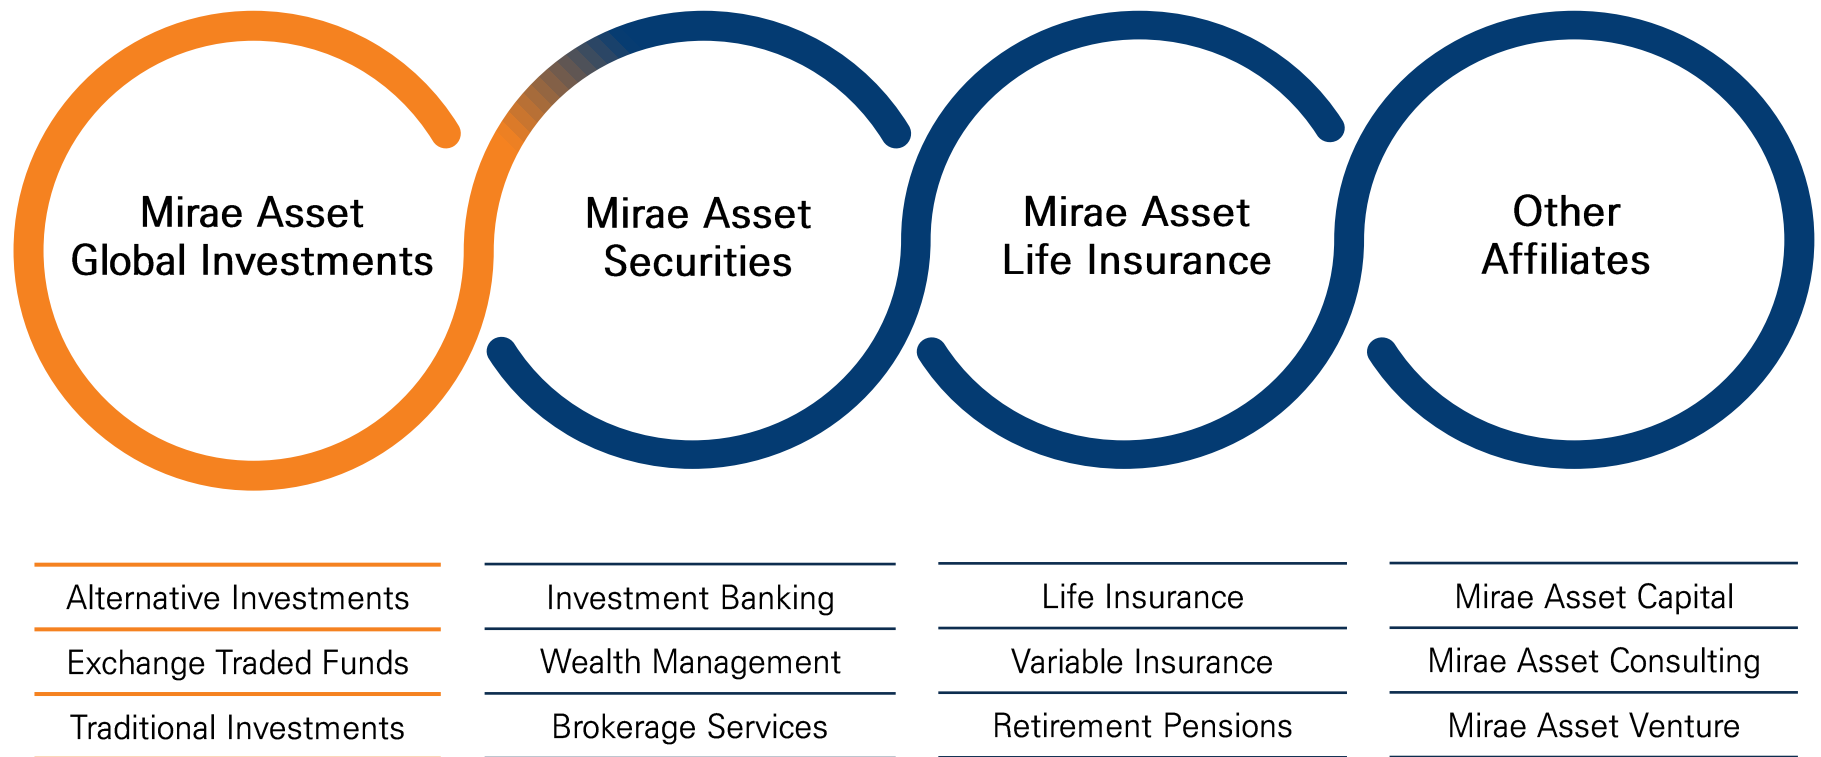 Mirae Asset
Global Investments
Mirae Asset
Securities
Mirae Asset
Life Insurance
Other
Affiliates
Alternative Investments
Exchange Traded Funds
Traditional Investments
Investment Banking
Wealth Management
Brokerage Services
Life Insurance
Variable Insurance
Retirement Pensions
Mirae Asset Capital
Mirae Asset Consulting
Mirae Asset Venture